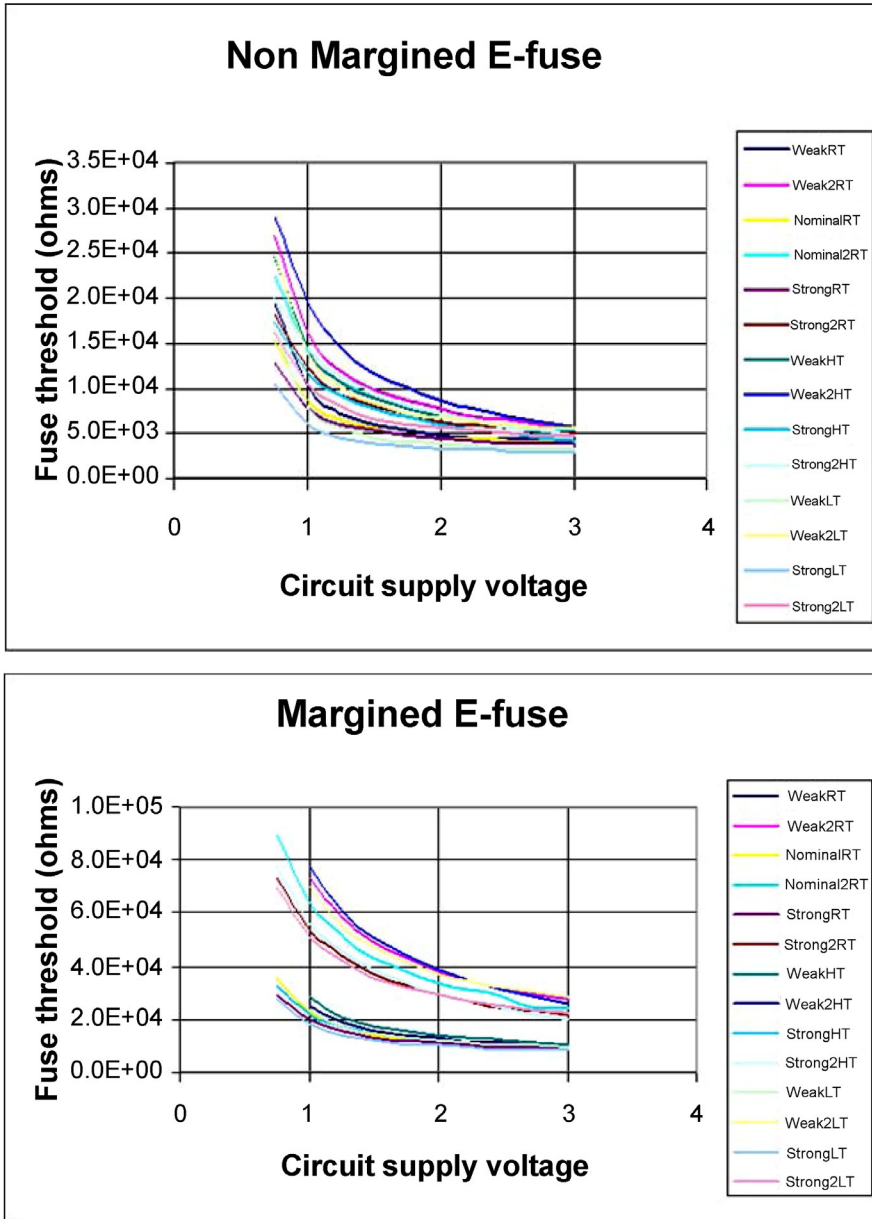 Non Margined E-fuse
Fuse threshold (ohms)
3.5E+04
3.0E+04
2.5E+04
2.0E+04
1.5E+04
1.0E+04
5.0E+03
0.0E+00
0 1 2 3 4
Circuit supply voltage
WeakRT
Weak2RT
NominalRT
Nominal2RT
StrongRT
Strong2RT
WeakHT
Weak2HT
StrongHT
Strong2HT
WeakLT
Weak2LT
StrongLT
Strong2LT
Margined E-fuse
Fuse threshold (ohms)
1.0E+05
8.0E+04
6.0E+04
4.0E+04
2.0E+04
0.0E+00
0 1 2 3 4
Circuit supply voltage
WeakRT
Weak2RT
NominalRT
Nominal2RT
StrongRT
Strong2RT
WeakHT
Weak2HT
StrongHT
Strong2HT
WeakLT
Weak2LT
StrongLT
Strong2LT